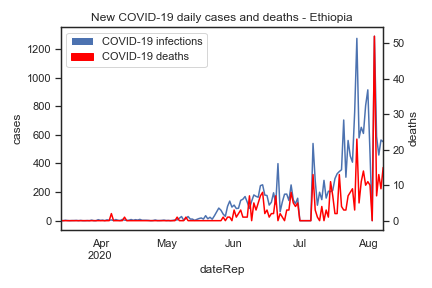 New COVID-19 daily cases and deaths - Ethiopia
COVID-19 infections
COVID-19 deaths
1200
1000
800
600
400
200
0
cases
50
40
30
20
10
0
deaths
Apr
2020
May
Jun
Jul
Aug
dateRep